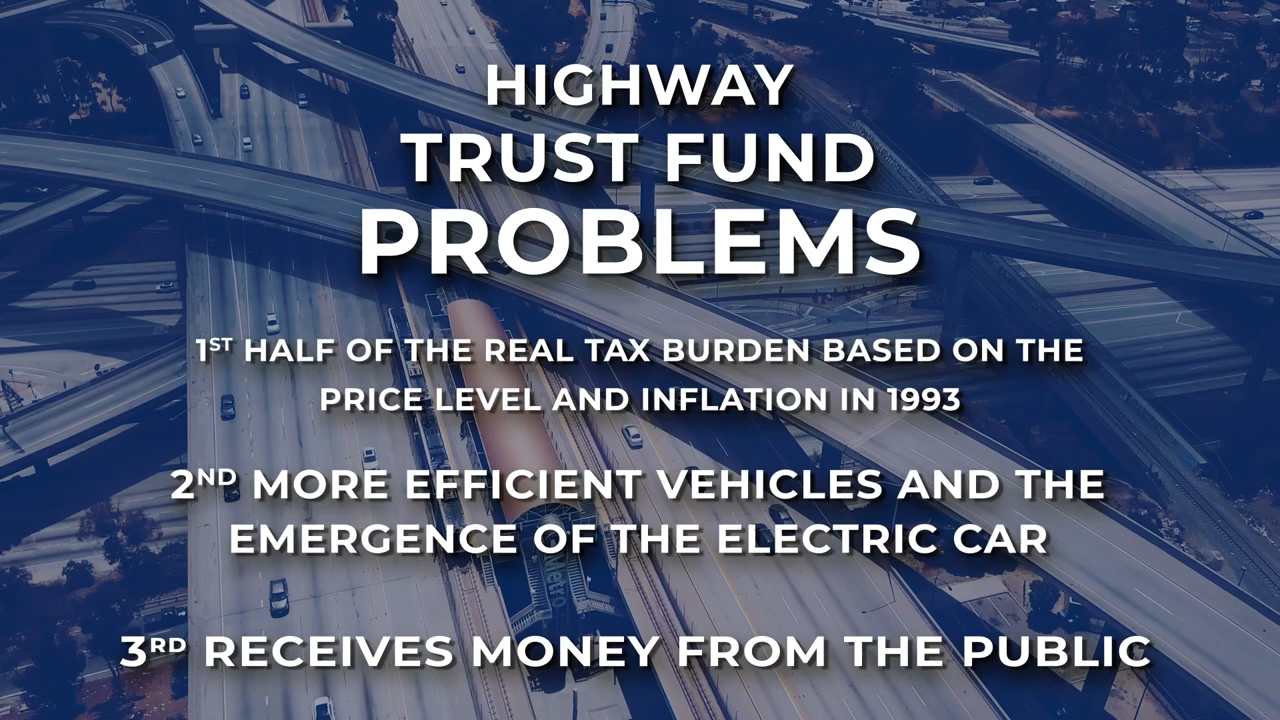 HIGHWAY
TRUST FUND
PROBLEMS
1ST HALF OF THE REAL TAX BURDEN BASED ON THE
PRICE LEVEL AND INFLATION IN 1993
2ND MORE EFFICIENT VEHICLES AND THE
EMERGENCE OF THE ELECTRIC CAR
Metro
3RD RECEIVES MONEY FROM THE PUBLIC